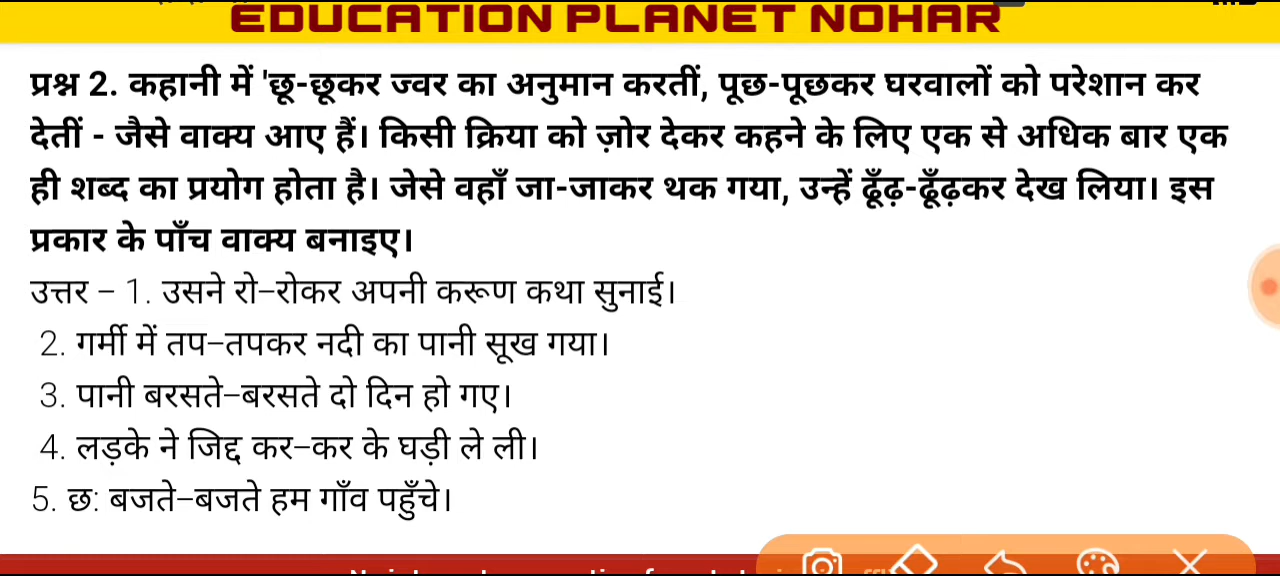 EDUCATION PLANET NOHAR
प्रश्न 2. कहानी में 'छू-छूकर ज्वर का अनुमान करतीं, पूछ-पूछकर घरवालों को परेशान कर
देतीं - जैसे वाक्य आए हैं। किसी क्रिया को ज़ोर देकर कहने के लिए एक से अधिक बार एक
ही शब्द का प्रयोग होता है। जेसे वहाँ जा-जाकर थक गया, उन्हें ढूँढ़-ढूँढ़कर देख लिया। इस
प्रकार के पाँच वाक्य बनाइए।
उत्तर – 1. उसने रो-रोकर अपनी करूण कथा सुनाई।
2. गर्मी में तप-तपकर नदी का पानी सूख गया।
3. पानी बरसते-बरसते दो दिन हो गए।
4. लड़के ने जिद्द कर-कर के घड़ी ले ली।
5. छ: बजते-बजते हम गाँव पहुँचे।